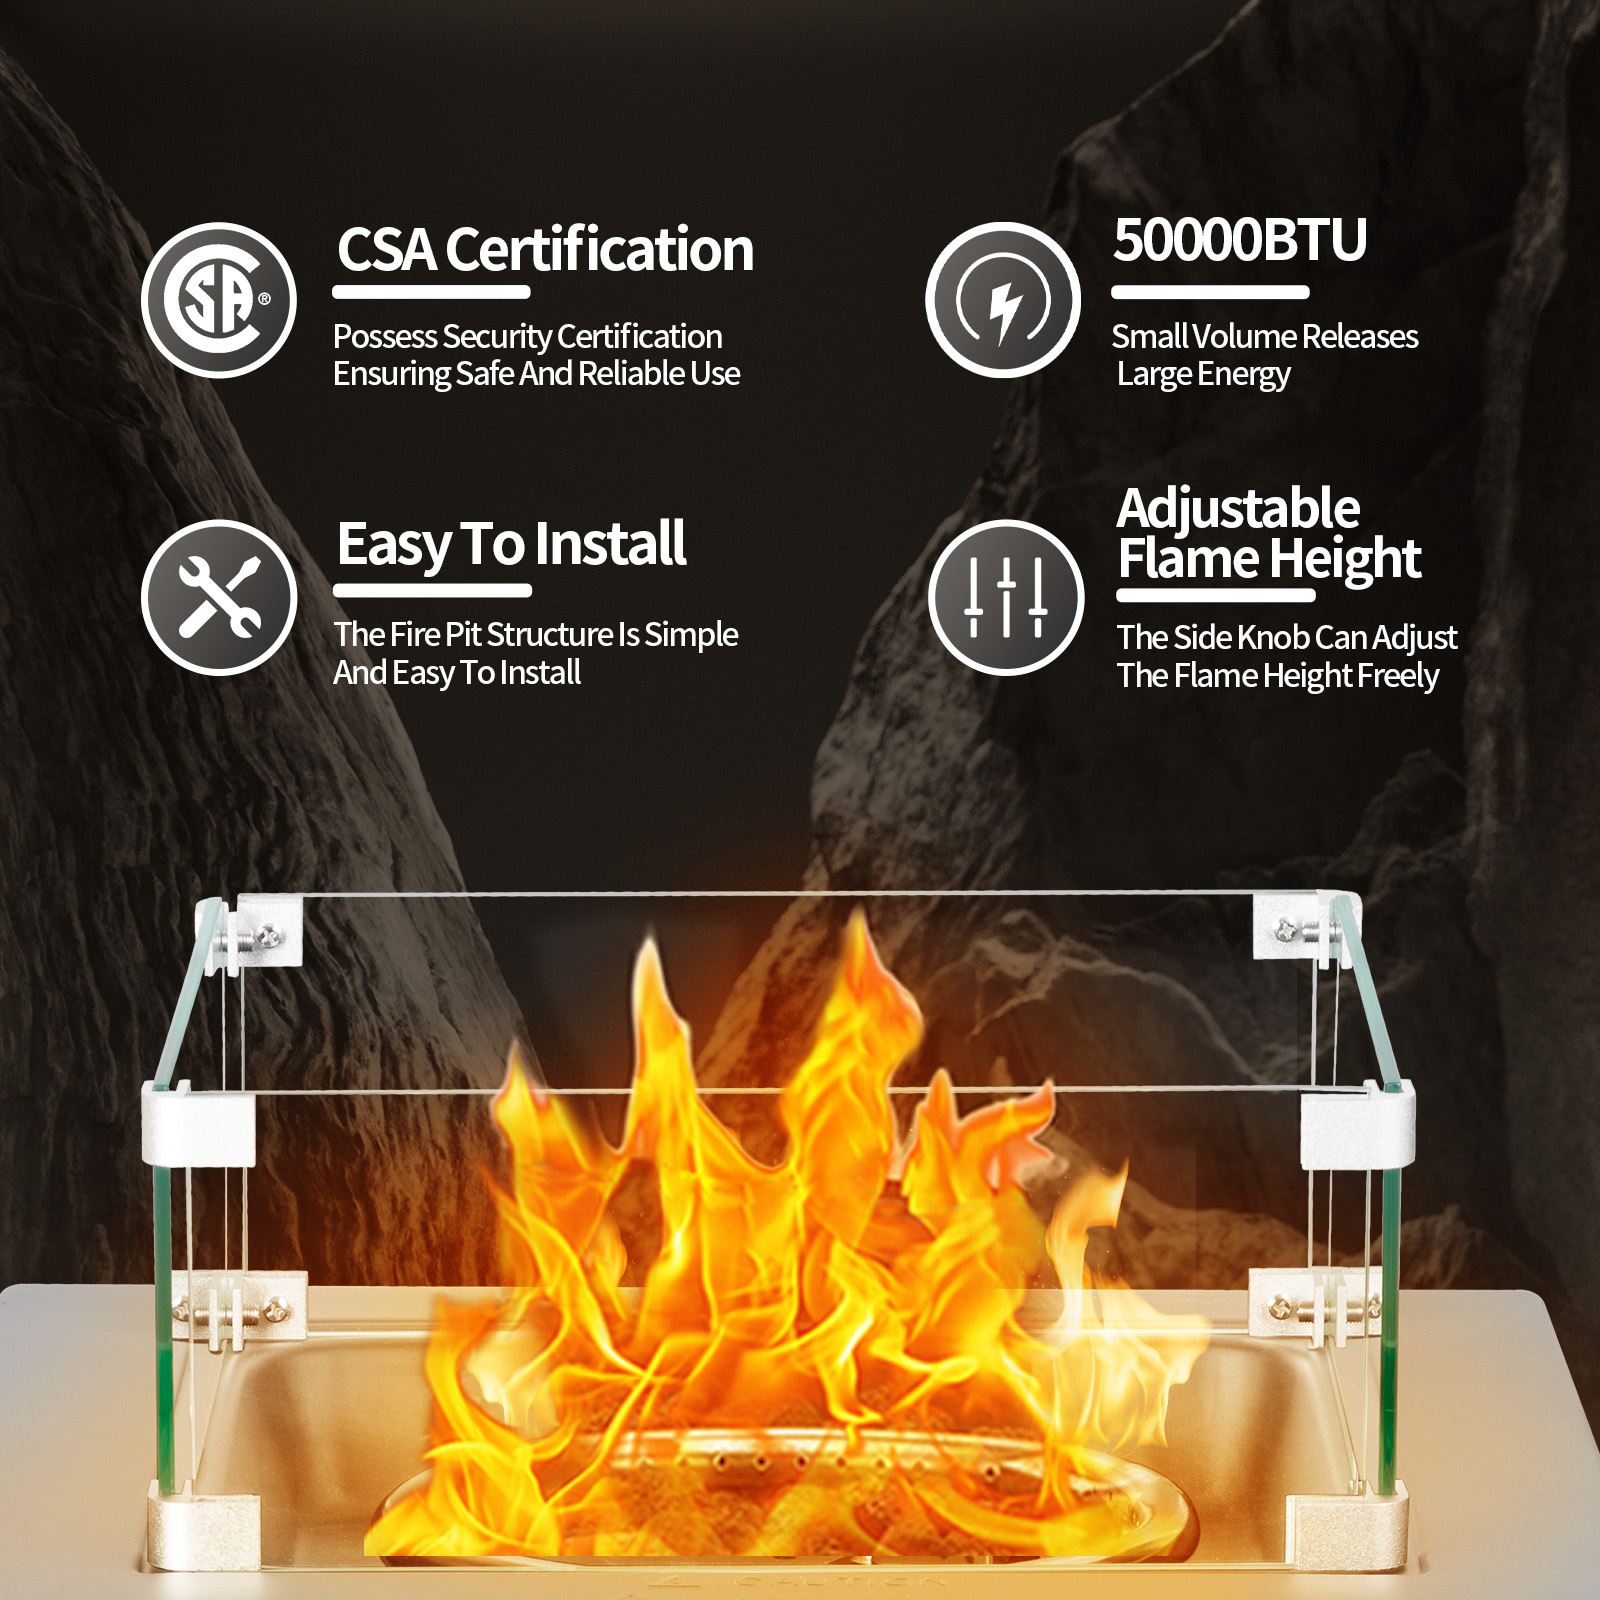 CSA Certification
Possess Security Certification
Ensuring Safe And Reliable Use
50000BTU
Small Volume Releases
Large Energy
Easy To Install
The Fire Pit Structure Is Simple
And Easy To Install
Adjustable
Flame Height
The Side Knob Can Adjust
The Flame Height Freely
SA®
CAUTION